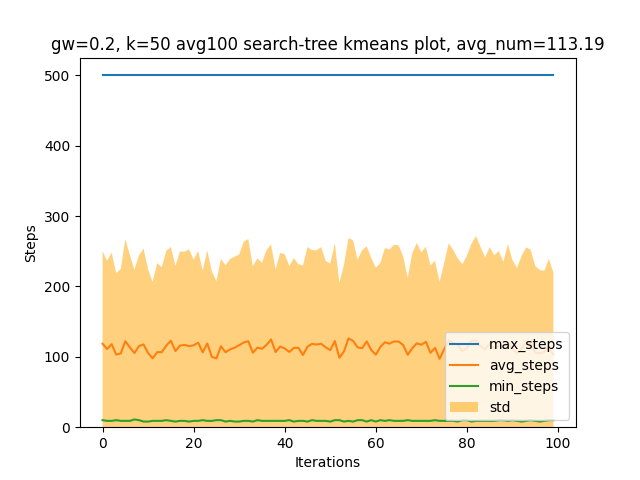 gw=0.2, k=50 avg100 search-tree kmeans plot, avg_num=113.19
500
400
300
200
100
0
Steps
max_steps
avg_steps
min_steps
std
0 20 40 60 80 100
Iterations